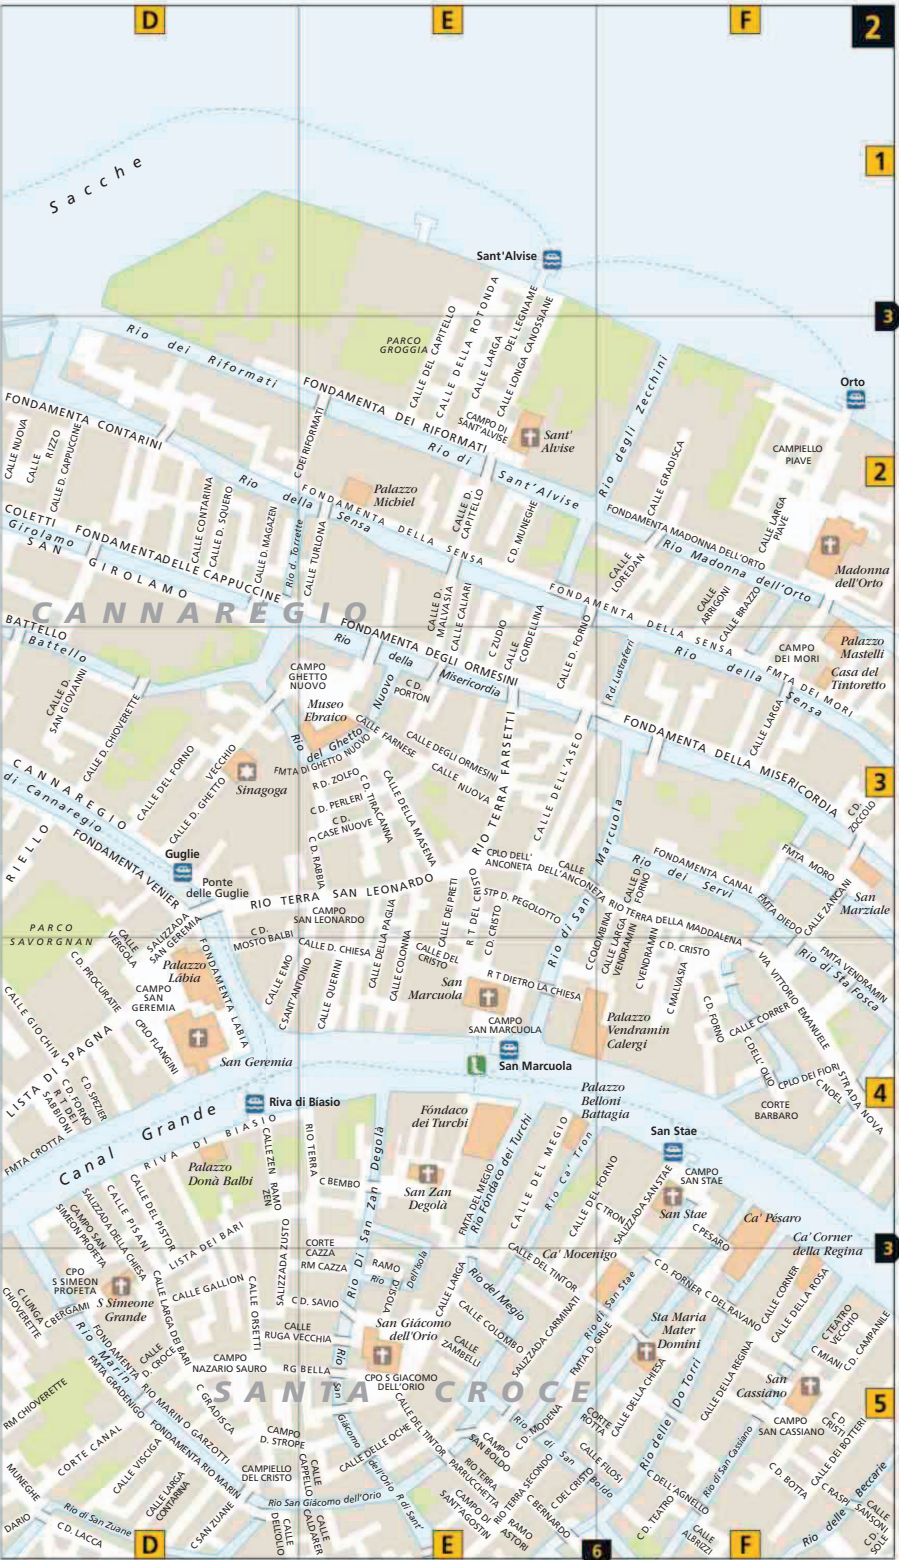 D
E
F
2
1
Sacche
Sant'Alvise
3
Rio dei Riformati
PARCO
GROGGIA
CALLE DEL CAPITELLO
CALLE DELLA ROTONDA
CALLE LARGA
DEL LEGNAME
CALLE LONGA CANOSSIANE
Orto
FONDAMENTA DEI RIFORMATI
CAMPO DI
SANT'ALVISE
Sant'
Alvise
Rio degli Zecchini
FONDAMENTA CONTARINI
CALLE NUOVA
CALLE
RIZZO
CALLE D. CAPPUCCINE
C DEI RIFORMATI
Rio di Sant'Alvise
CALLE GRADISCA
CAMPIELLO
PIAVE
2
CALLE CONTARINA
CALLE D. SQUERO
Rio della Sensa
Palazzo
Michiel
FONDAMENTA DELLA SENSA
CALLE D.
CAPITELLO
C D. MUNEGHE
CALLE LARGA
PIAVE
COLETTI
FONDAMENTA DELLE CAPPUCCINE
Girolamo
SAN GIROLAMO
CALLE D. MAGAZEN
Rio d. Torrette
CALLE TURLONA
FONDAMENTA MADONNA DELL'ORTO
Rio Madonna dell'Orto
Madonna
dell'Orto
CALLE
LOREDAN
CALLE
ARRIGONI
CALLE BRAZZO
CANNAREGIO
BATTELLO
Battello
FONDAMENTA DEGLI ORMESINI
Rio della Misericordia
CALLE D.
MALVASIA
CALLE CALIARI
C ZUDIO
CALLE
CORDELLINA
CALLE D. FORNO
FONDAMENTA DELLA SENSA
R d. Lustraferri
Rio della Sensa
CAMPO
DEI MORI
FMTA DEI MORI
Palazzo
Mastelli
Casa del
Tintoretto
CALLE D.
SAN GIOVANNI
CALLE D. CHIOVERETTE
CAMPO
GHETTO
NUOVO
Museo
Ebraico
Rio del Ghetto Nuovo
C D.
PORTON
CALLE FARNESE
FMTA DI GHETTO NUOVO
CALLE DEGLI ORMESINI
CALLE NUOVA
RIO TERRA FARSETTI
CALLE DELL'ASEO
FONDAMENTA DELLA MISERICORDIA
CALLE LARGA
3
CANNAREGIO
di Cannaregio
CALLE DEL FORNO
CALLE D. GHETTO VECCHIO
Sinagoga
R D. ZOLFO
C D. PERLERI
C D.
CASE NUOVE
C D. TIRACANNA
CALLE DELLA MASENA
C D. RABBIA
Marcuola
C D.
ZOCCOLO
RIELLO
FONDAMENTA VENIER
Guglie
Ponte
delle Guglie
RIO TERRA SAN LEONARDO
CPLO DELL'
ANCONETA
CALLE
DELL'ANCONETA
Rio dei Servi
FONDAMENTA CANAL
FMTA MORO
FMTA DIEDO
CALLE ZANCANI
San
Marziale
PARCO
SAVORGNAN
CALLE
VERGOLA
SALIZZADA
SAN GEREMIA
C D.
MOSTO BALBI
CAMPO
SAN LEONARDO
CALLE D. CHIESA
CALLE DELLA PAGLIA
CALLE COLONNA
CALLE DEI PRETI
CALLE DEL
CRISTO
R T DEL CRISTO
STP D. PEGOLOTTO
C D. CRISTO
Rio di San
CALLE D.
FORNO
RIO TERRA DELLA MADDALENA
C COLOMBINA
CALLE LARGA
VENDRAMIN
C VENDRAMIN
C D. CRISTO
C MALVASIA
FMTA VENDRAMIN
Rio di Sta Fosca
C D. PROCURATIE
Palazzo
Lábia
CAMPO
SAN
GEREMIA
FONDAMENTA LABIA
CALLE EMO
C SANT'ANTONIO
CALLE QUERINI
San
Marcuola
R T DIETRO LA CHIESA
CAMPO
SAN MARCUOLA
San Marcuola
Palazzo
Vendramin
Calergi
C D. FORNO
VIA VITTORIO EMANUELE
CALLE CORRER
C DELL' OLIO
CPLO DEI FIORI
C NOEL
STRADA NOVA
CALLE GIOCHIN
LISTA DI SPAGNA
CPLO FLANGINI
San Geremia
C D. SPEZIER
C D. FORNO
R T DEI
SABBIONI
Riva di Biasio
Palazzo
Belloni
Battagia
CORTE
BARBARO
4
FMTA CROTTA
Canal Grande
RIVA DI BIASIO
Palazzo
Donà Balbi
CALLE ZEN
RAMO
ZEN
RIO TERRA
C BEMBO
Rio Di San Zan Degola
Fóndaco
dei Turchi
San Zan
Degolà
FMTA DEL MEGIO
Rio Fondaco dei Turchi
CALLE DEL MEGIO
Rio Ca' Tron
CALLE DEL FORNO
C TRON
San Stae
SALIZZADA SAN STAE
CAMPO
SAN STAE
San Stae
C PESARO
Ca' Pésaro
Ca' Corner
della Regina
3
CAMPO SAN
SIMEON PROFETA
SALIZZADA DELLA CHIESA
CALLE PISANI
CALLE DEL PISTOR
LISTA DEI BARI
SALIZZADA ZUSTO
CORTE
CAZZA
RM CAZZA
RAMO
Rio Dell'Isola
D'ISOLA
CALLE LARGA
Rio del Megio
CALLE DEL TINTOR
Ca' Mocenigo
Rio di San Stae
C D. FORNER
C DEL RAVANO
CALLE CORNER
CALLE DELLA ROSA
CPO
S SIMEON
PROFETA
S Simeone
Grande
C LUNGA
CHIOVERETTE
C BERGAMI
CALLE GALLION
CALLE LARGA DEI BARI
CALLE ORSETTI
C D. SAVIO
CALLE
RUGA VECCHIA
San Giácomo
dell'Orio
CALLE COLOMBO
CALLE
ZAMBELLI
SALIZZADA CARMINATI
FMTA D. GRUE
Sta Maria
Mater
Domini
C TEATRO
VECCHIO
C MIANI
C D. CAMPANILE
Rio Marin
FONDAMENTA RIO MARIN O GARZOTTI
FMTA GRADENIGO
CALLE D. CROCE
CAMPO
NAZARIO SAURO
RG BELLA
CPO S GIACOMO
DELL'ORIO
CALLE DELLA CHIESA
Rio delle due Torri
CALLE DELLA REGINA
San
Cassiano
SANTA CROCE
5
RM CHIOVERETTE
CORTE CANAL
CALLE VISCIGA
C GRADISCA
CAMPO
D. STROPE
CALLE DELLE OCHE
CALLE DEL TINTOR
CAMPO
SAN BOLDO
C D. MODENA
CORTE
ROTTA
CALLE FILOSI
Rio di San Boldo
Rio di San Cassiano
CAMPO
SAN CASSIANO
C D.
CRISTI
CALLE DEI BOTTERI
MUNEGHE
FONDAMENTA RIO MARIN
CALLE LARGA
CONTARINA
CAMPIELLO
DEL CRISTO
CALLE
CAPPELLO
Rio San Giácomo dell'Orio
R di Sant'
RIO TERRA
PARRUCCHETTA
CAMPO DI
SANT'AGOSTIN
RIO TERRA SECONDO
RAMO
ASTORI
C BERNARDO
C DEL CRISTO
C DELL'AGNELLO
C D. TEATRO
CALLE
ALBRIZZI
C D. BOTTA
C RASPI
Rio delle Beccarie
CALLE
SANSONI
C D.
SOLE
DARIO
Rio di San Zuane
C D. LACCA
C SAN ZUANE
CALLE
DELL'OLIO
CALLE
CALDARER
D
E
6
F